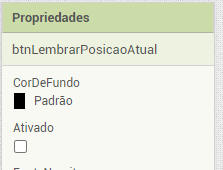 Propriedades
btnLembrarPosicaoAtual
CorDeFundo
Padrão
Ativado